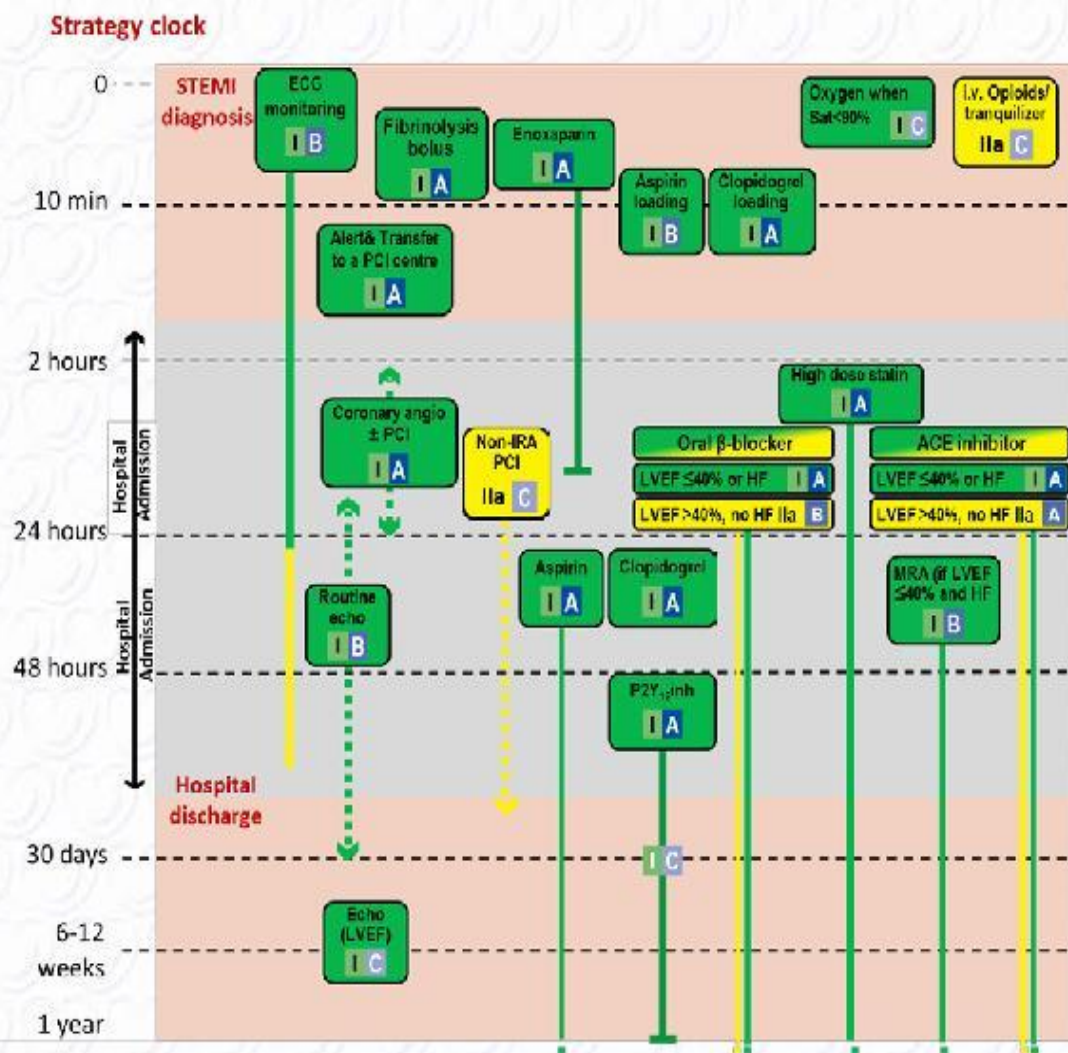 Strategy clock
0
STEMI
diagnosis
ECG
monitoring
I B
Fibrinolysis
bolus
I A
Enoxaparin
I A
Oxygen when
Sat<90%
I C
i.v. Opioids/
tranquilizer
IIa C
10 min
Aspirin
loading
I B
Clopidogrel
loading
I A
Alert& Transfer
to a PCI centre
I A
2 hours
High dose statin
I A
Coronary angio
± PCI
I A
Non-IRA
PCI
IIa C
Oral β-blocker
LVEF ≤40% or HF I A
LVEF >40%, no HF IIa B
ACE inhibitor
LVEF ≤40% or HF I A
LVEF >40%, no HF IIa A
Hospital
Admission
24 hours
Aspirin
I A
Clopidogrel
I A
MRA (if LVEF
≤40% and HF
I B
Routine
echo
I B
Hospital
Admission
48 hours
P2Y₁₂inh
I A
Hospital
discharge
30 days
I C
Echo
(LVEF)
I C
6-12
weeks
1 year